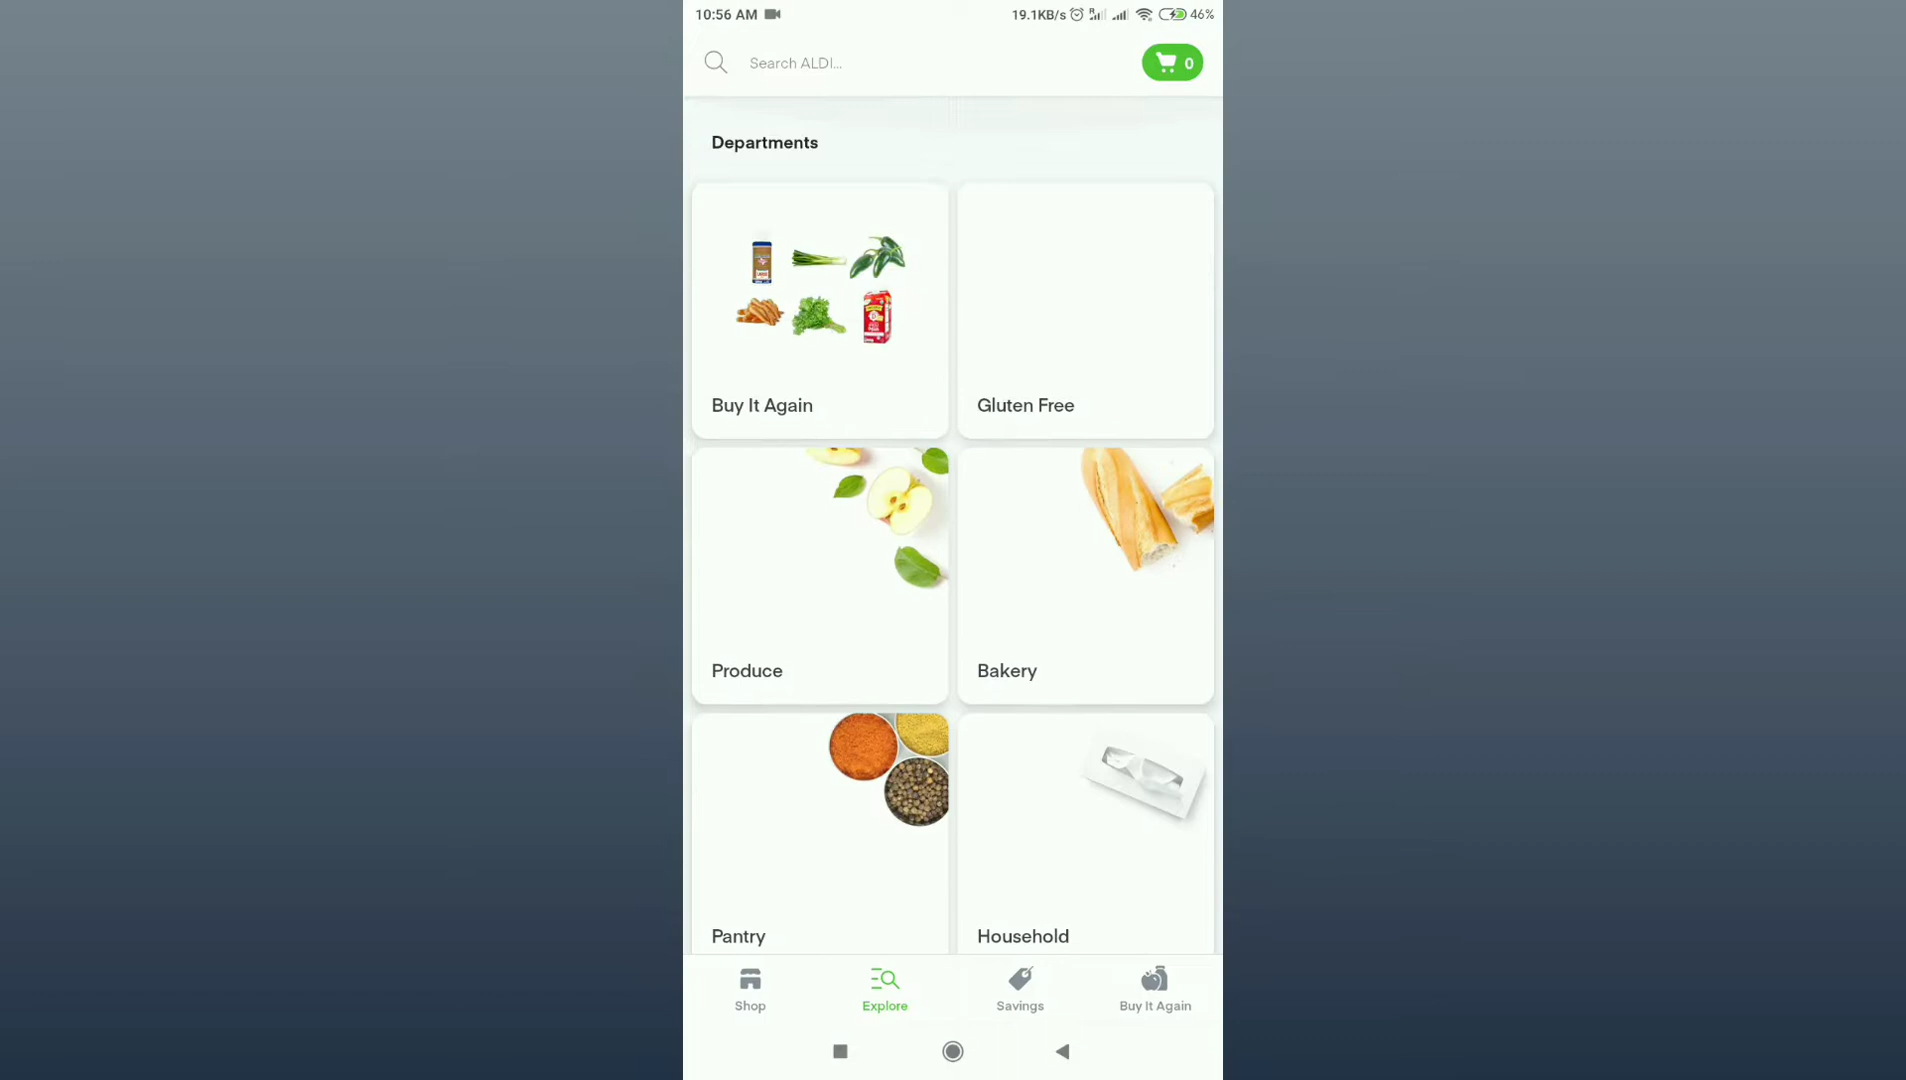 10:56 AM
19.1KB/s
R
46%
Search ALDI...
0
Departments
Buy It Again
Gluten Free
Produce
Bakery
Pantry
Household
Shop
Explore
Savings
Buy It Again